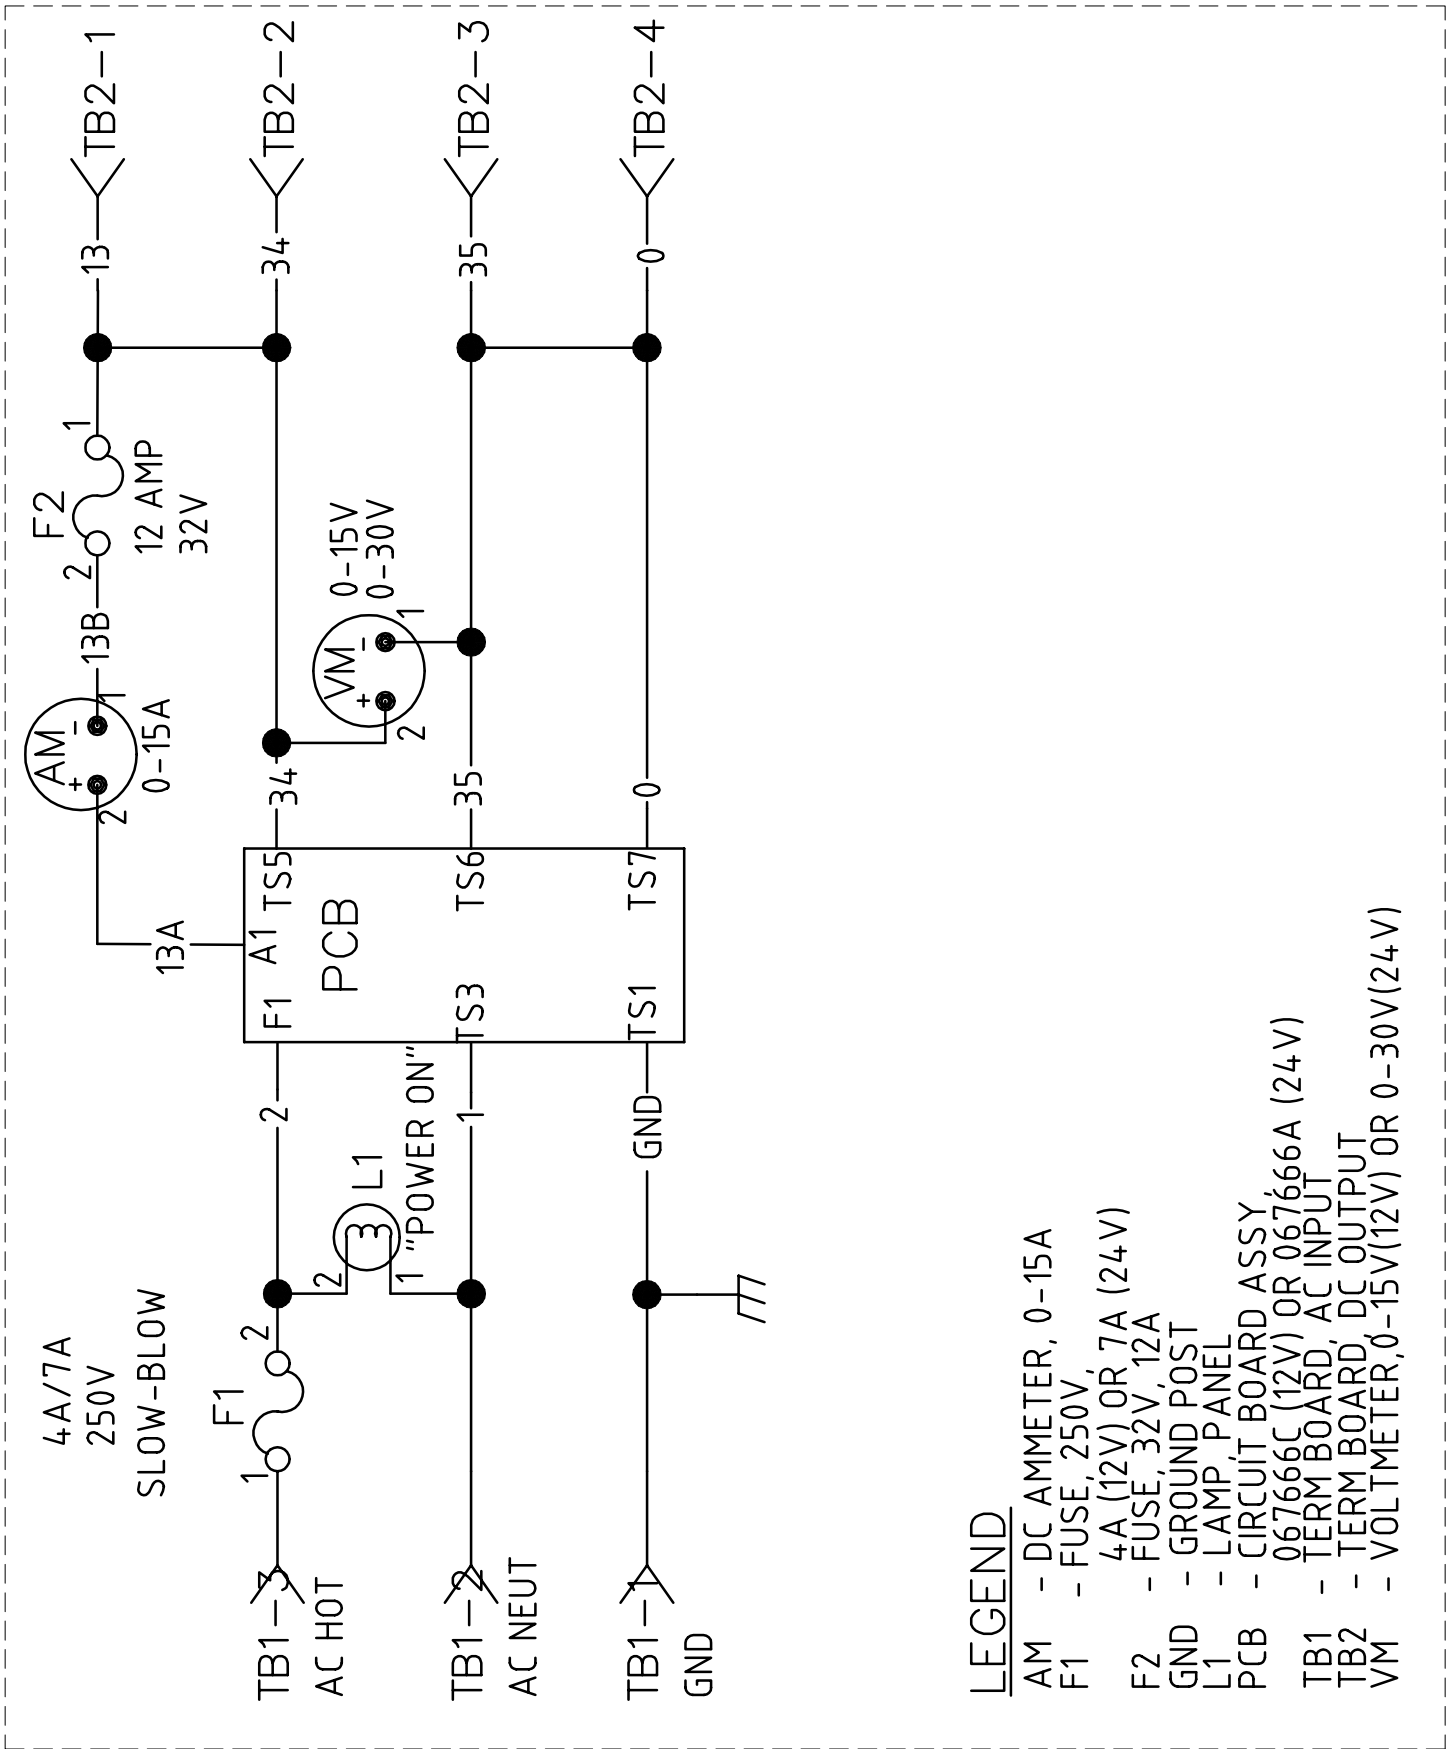 4A/7A
250V
SLOW-BLOW
F1
1
2
TB1-3
AC HOT
TB1-2
AC NEUT
TB1-1
GND
2
1
L1
"POWER ON"
2
1
GND
PCB
F1
A1
TS5
TS3
TS6
TS1
TS7
13A
AM
+ -
2
1
0-15A
13B
F2
2
1
12 AMP
32V
13
TB2-1
34
VM
+ -
2
1
0-15V
0-30V
34
TB2-2
35
35
TB2-3
0
0
TB2-4
LEGEND
AM - DC AMMETER, 0-15A
F1 - FUSE, 250V,
4A (12V) OR 7A (24V)
F2 - FUSE, 32V, 12A
GND - GROUND POST
L1 - LAMP, PANEL
PCB - CIRCUIT BOARD ASSY,
067666C (12V) OR 067666A (24V)
TB1 - TERM BOARD, AC INPUT
TB2 - TERM BOARD, DC OUTPUT
VM - VOLTMETER,0-15V(12V) OR 0-30V(24V)